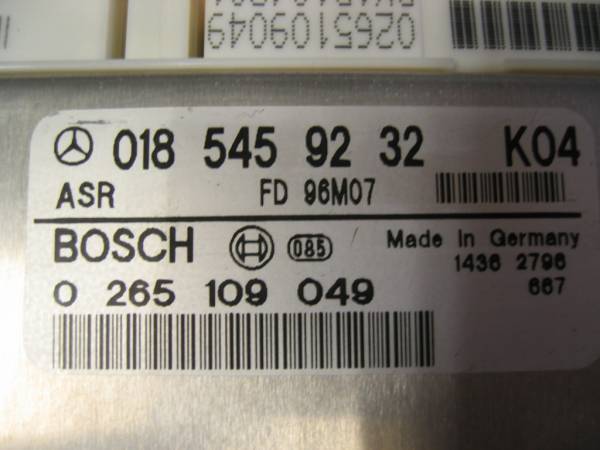 0265109049
018 545 92 32 K04
ASR FD 96M07
BOSCH 085 Made in Germany
0 265 109 049 1436 2796
667